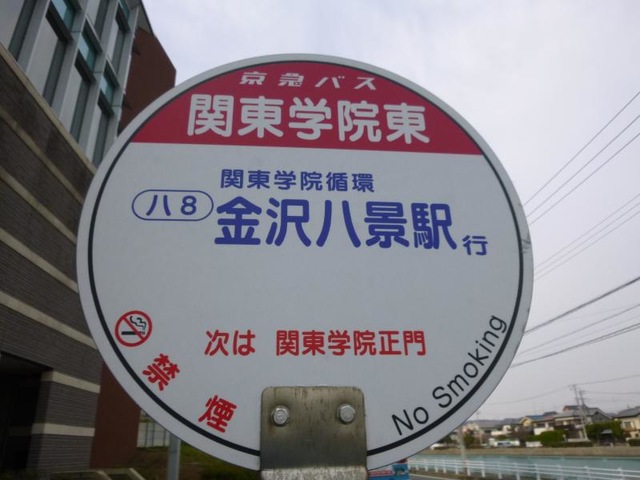 京急バス
関東学院東
関東学院循環
八8 金沢八景駅 行
次は 関東学院正門
禁煙
No Smoking